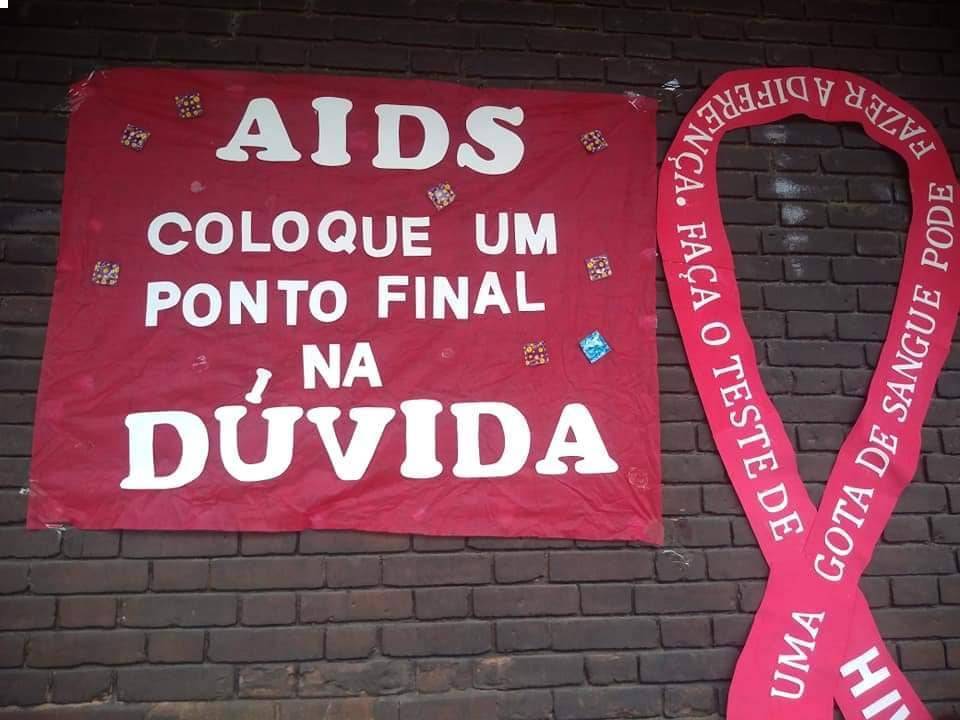 AIDS
COLOQUE UM
PONTO FINAL
NA
DÚVIDA
UMA GOTA DE SANGUE PODE FAZER A DIFERENÇA. FAÇA O TESTE DE
HIV